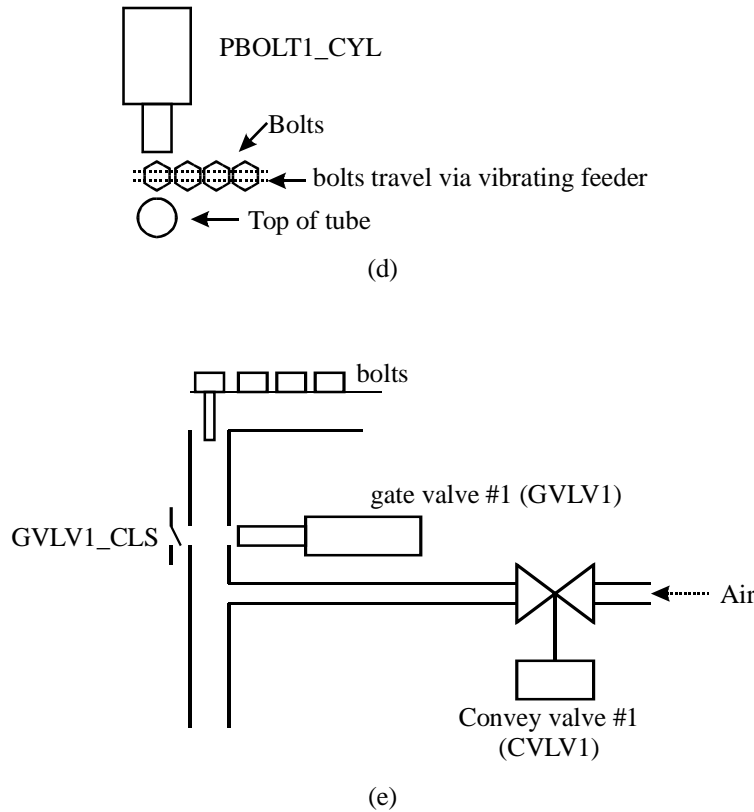 PBOLT1_CYL
Bolts
bolts travel via vibrating feeder
Top of tube
(d)
bolts
gate valve #1 (GVLV1)
GVLV1_CLS
Air
Convey valve #1
(CVLV1)
(e)